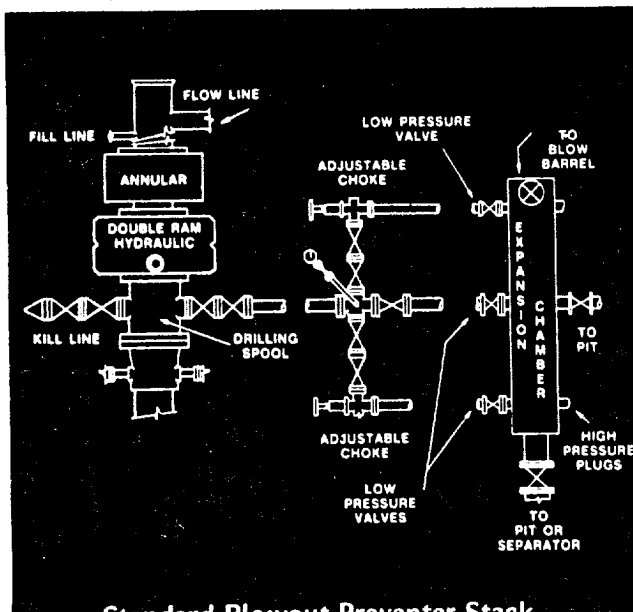 FLOW LINE
FILL LINE
ANNULAR
DOUBLE RAM
HYDRAULIC
KILL LINE
DRILLING
SPOOL
ADJUSTABLE
CHOKE
ADJUSTABLE
CHOKE
LOW PRESSURE
VALVE
TO
BLOW
BARREL
EXPANSION
CHAMBER
TO
PIT
HIGH
PRESSURE
PLUGS
LOW
PRESSURE
VALVES
TO
PIT OR
SEPARATOR
Standard Blowout Preventer Stack